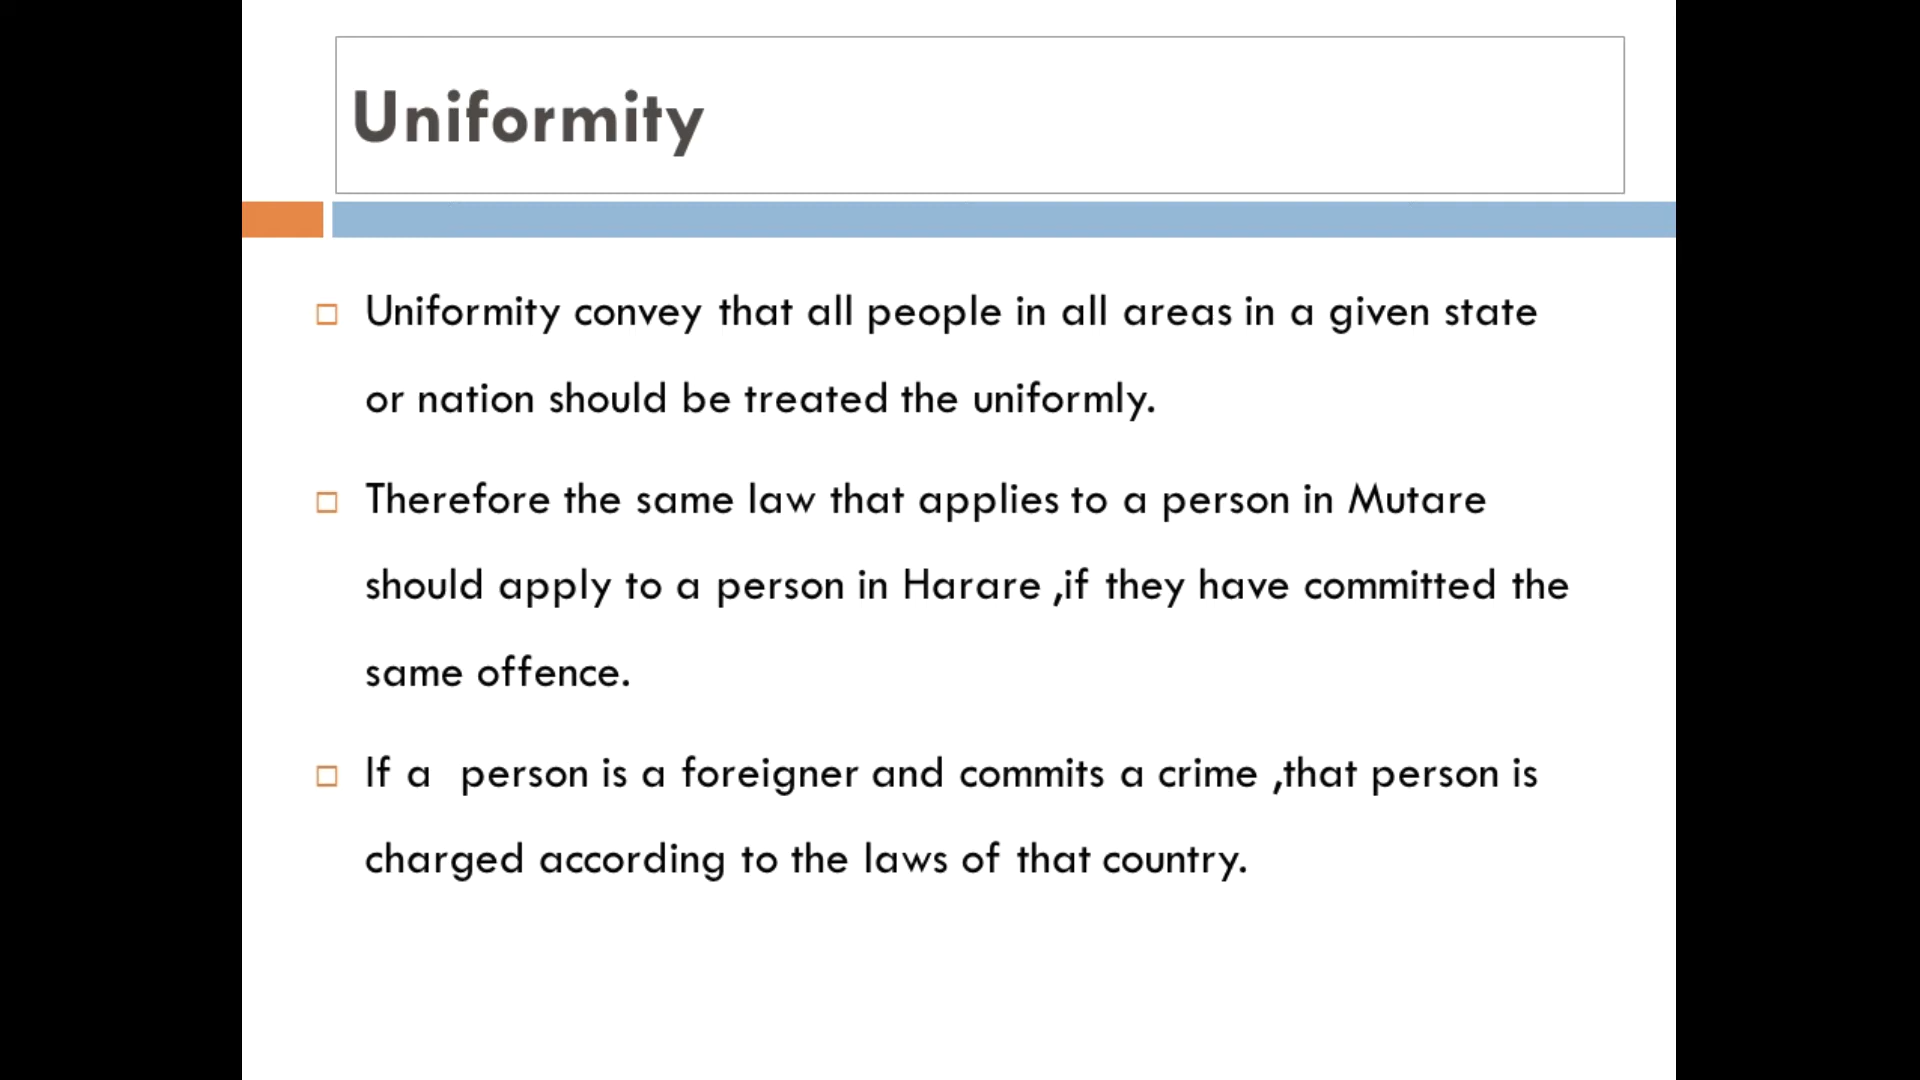 Uniformity
Uniformity convey that all people in all areas in a given state
or nation should be treated the uniformly.
Therefore the same law that applies to a person in Mutare
should apply to a person in Harare ,if they have committed the
same offence.
If a  person is a foreigner and commits a crime ,that person is
charged according to the laws of that country.